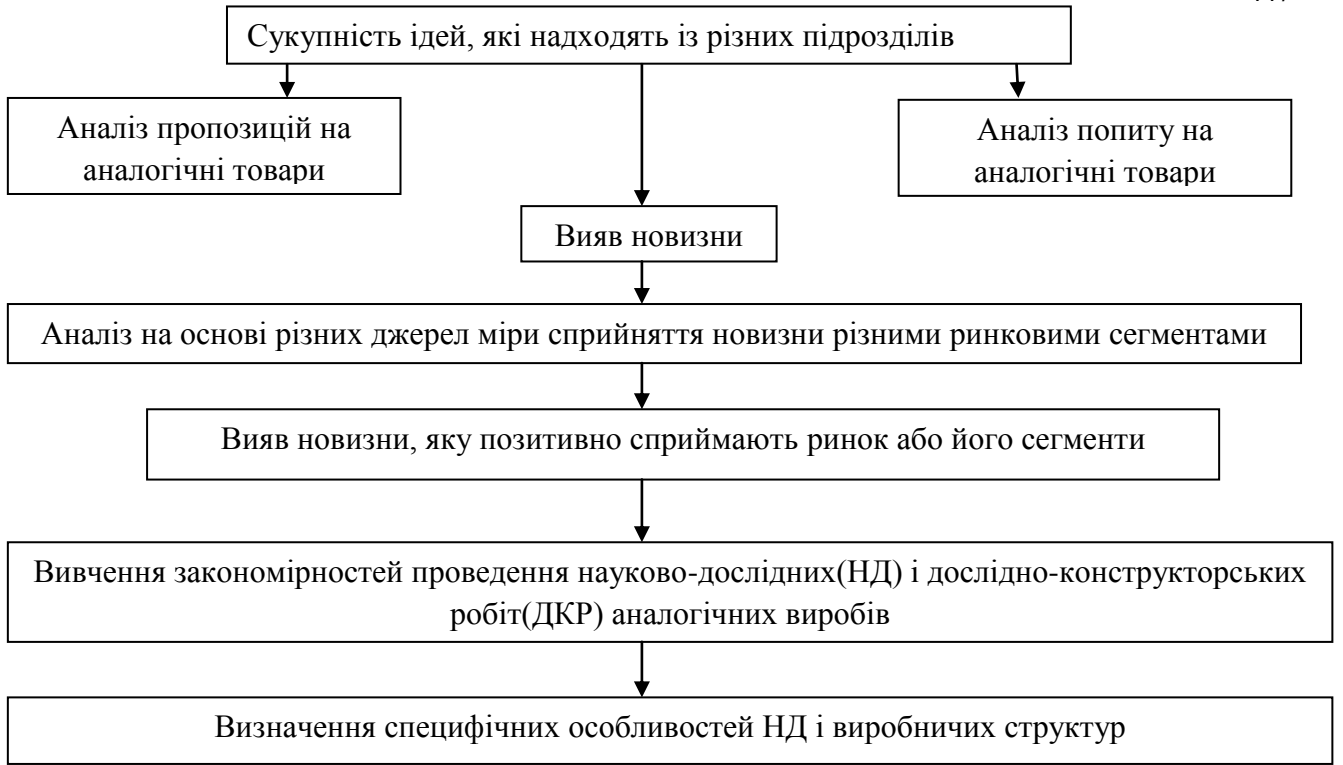 Сукупність ідей, які надходять із різних підрозділів
Аналіз пропозицій на
аналогічні товари
Аналіз попиту на
аналогічні товари
Вияв новизни
Аналіз на основі різних джерел міри сприйняття новизни різними ринковими сегментами
Вияв новизни, яку позитивно сприймають ринок або його сегменти
Вивчення закономірностей проведення науково-дослідних(НД) і дослідно-конструкторських
робіт(ДКР) аналогічних виробів
Визначення специфічних особливостей НД і виробничих структур